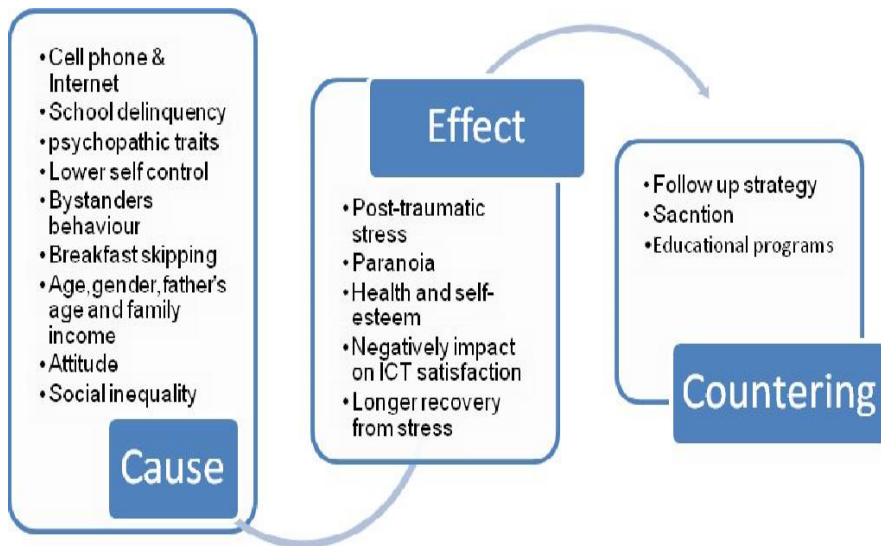 •Cell phone &
Internet
•School delinquency
•psychopathic traits
•Lower self control
•Bystanders
behaviour
•Breakfast skipping
•Age,gender,father's
age and family
income
•Attitude
•Social inequality
Cause
Effect
•Post-traumatic
stress
•Paranoia
•Health and self-
esteem
•Negatively impact
on ICT satisfaction
•Longer recovery
from stress
•Follow up strategy
•Sacntion
•Educational programs
Countering